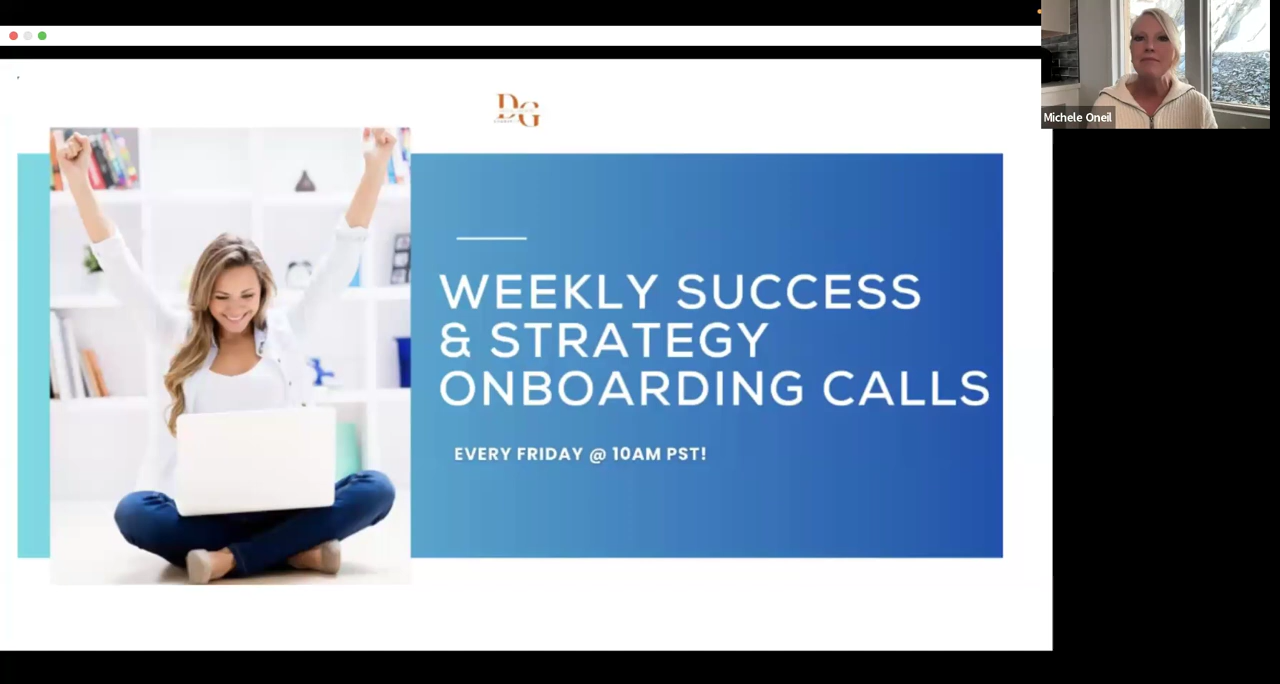 DG
WEEKLY SUCCESS
& STRATEGY
ONBOARDING CALLS
EVERY FRIDAY @ 10AM PST!
Michele Oneil